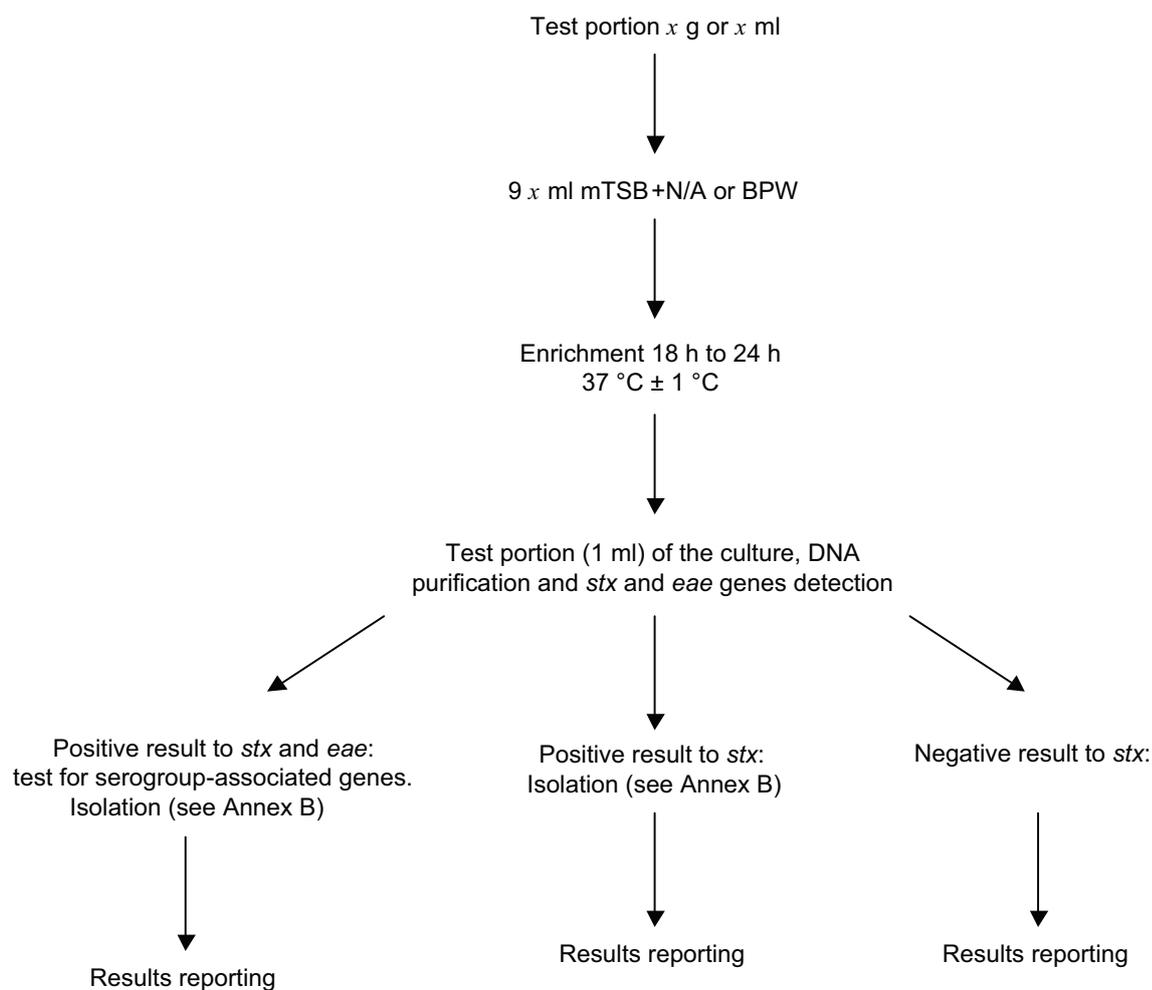 Test portion x g or x ml
9 x ml mTSB+N/A or BPW
Enrichment 18 h to 24 h
37 °C ± 1 °C
Test portion (1 ml) of the culture, DNA
purification and stx and eae genes detection
Positive result to stx and eae:
test for serogroup-associated genes.
Isolation (see Annex B)
Positive result to stx:
Isolation (see Annex B)
Negative result to stx:
Results reporting
Results reporting
Results reporting